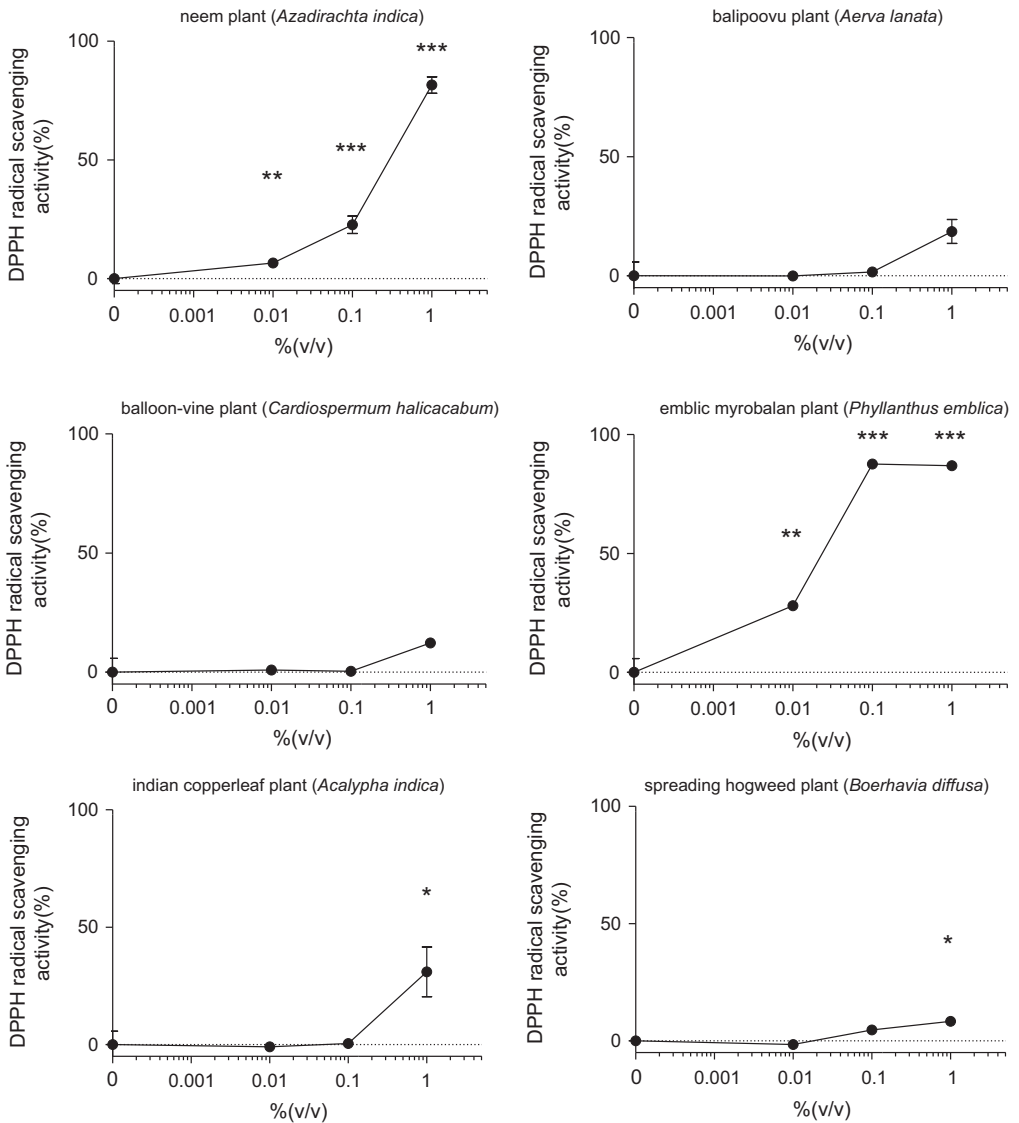 neem plant (Azadirachta indica)
DPPH radical scavenging
activity(%)
100
50
0
**
***
***
0
0.001
0.01
0.1
1
%(v/v)
balipoovu plant (Aerva lanata)
DPPH radical scavenging
activity(%)
100
50
0
0
0.001
0.01
0.1
1
%(v/v)
balloon-vine plant (Cardiospermum halicacabum)
DPPH radical scavenging
activity(%)
100
50
0
0
0.001
0.01
0.1
1
%(v/v)
emblic myrobalan plant (Phyllanthus emblica)
DPPH radical scavenging
activity(%)
100
50
0
**
***
***
0
0.001
0.01
0.1
1
%(v/v)
indian copperleaf plant (Acalypha indica)
DPPH radical scavenging
activity(%)
100
50
0
*
0
0.001
0.01
0.1
1
%(v/v)
spreading hogweed plant (Boerhavia diffusa)
DPPH radical scavenging
activity(%)
100
50
0
*
0
0.001
0.01
0.1
1
%(v/v)